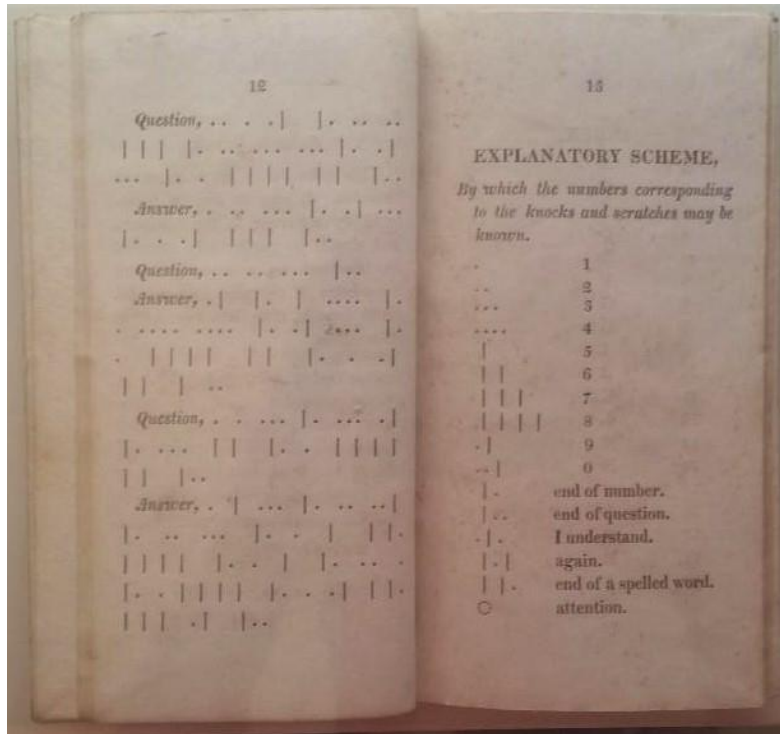 12
Question, .. . .| |. .. ..
||| |. .. ... ... |. .|
... |. . |||| || |..
Answer, . .. ... |. .| ...
|. . .| ||| |..
Question, .. .. ... |..
Answer, .| |. | .... |.
. .... .... |. .| .... |.
. |||| || |. . .|
|| | ..
Question, . . ... |. ... .|
|. ... || |. . ||||
|| |..
Answer, . | ... |. .. ..|
|. .. ... |. . | ||.
|||| |. . | |. .. .
|. . |||| |. . .| ||.
||| .| |..
13
EXPLANATORY SCHEME,
By which the numbers corresponding
to the knocks and scratches may be
known.
. 1
.. 2
... 3
.... 4
| 5
|| 6
||| 7
|||| 8
.| 9
..| 0
|. end of number.
|.. end of question.
.|. I understand.
|.| again.
||. end of a spelled word.
○ attention.